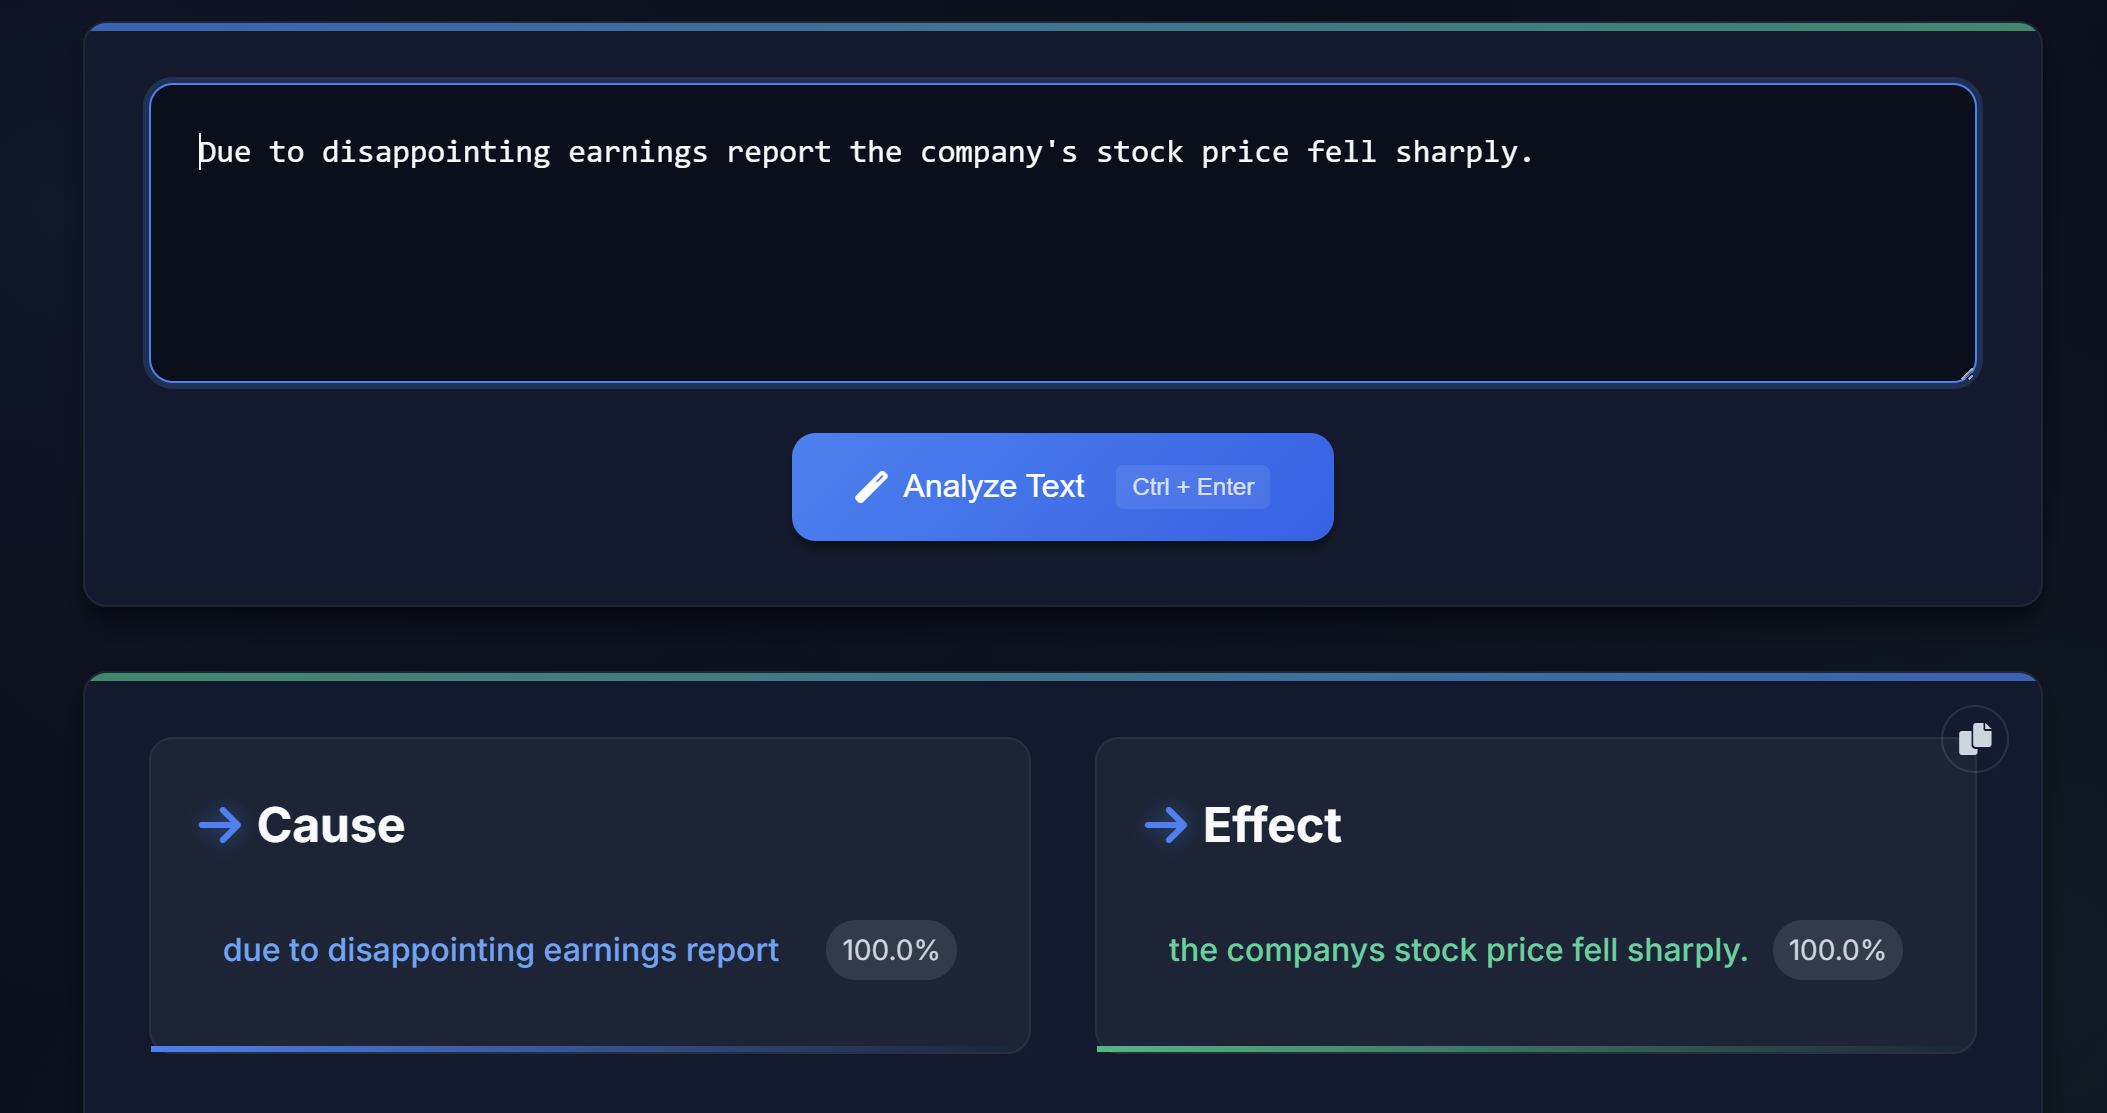 Due to disappointing earnings report the company's stock price fell sharply.
Analyze Text Ctrl + Enter
Cause
due to disappointing earnings report 100.0%
Effect
the companys stock price fell sharply. 100.0%